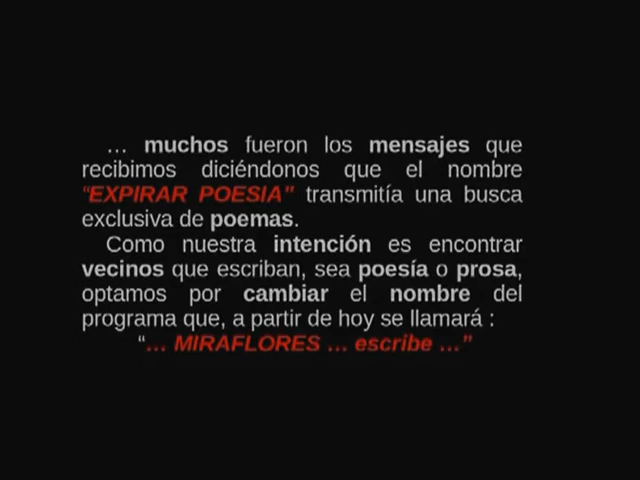 … muchos fueron los mensajes que
recibimos diciéndonos que el nombre
“EXPIRAR POESIA” transmitía una busca
exclusiva de poemas.
Como nuestra intención es encontrar
vecinos que escriban, sea poesía o prosa,
optamos por cambiar el nombre del
programa que, a partir de hoy se llamará :
“… MIRAFLORES … escribe …”